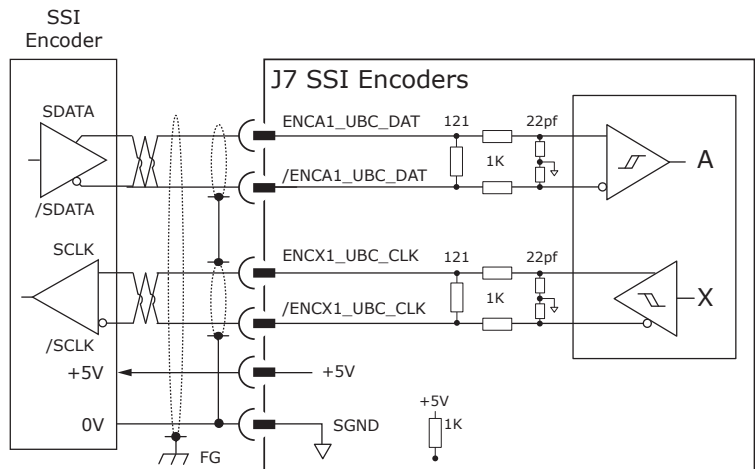 SSI
Encoder
J7 SSI Encoders
SDATA
ENCA1_UBC_DAT
121
22pf
1K
A
/ENCA1_UBC_DAT
/SDATA
SCLK
ENCX1_UBC_CLK
121
22pf
1K
X
/ENCX1_UBC_CLK
/SCLK
+5V
+5V
+5V
0V
SGND
1K
FG